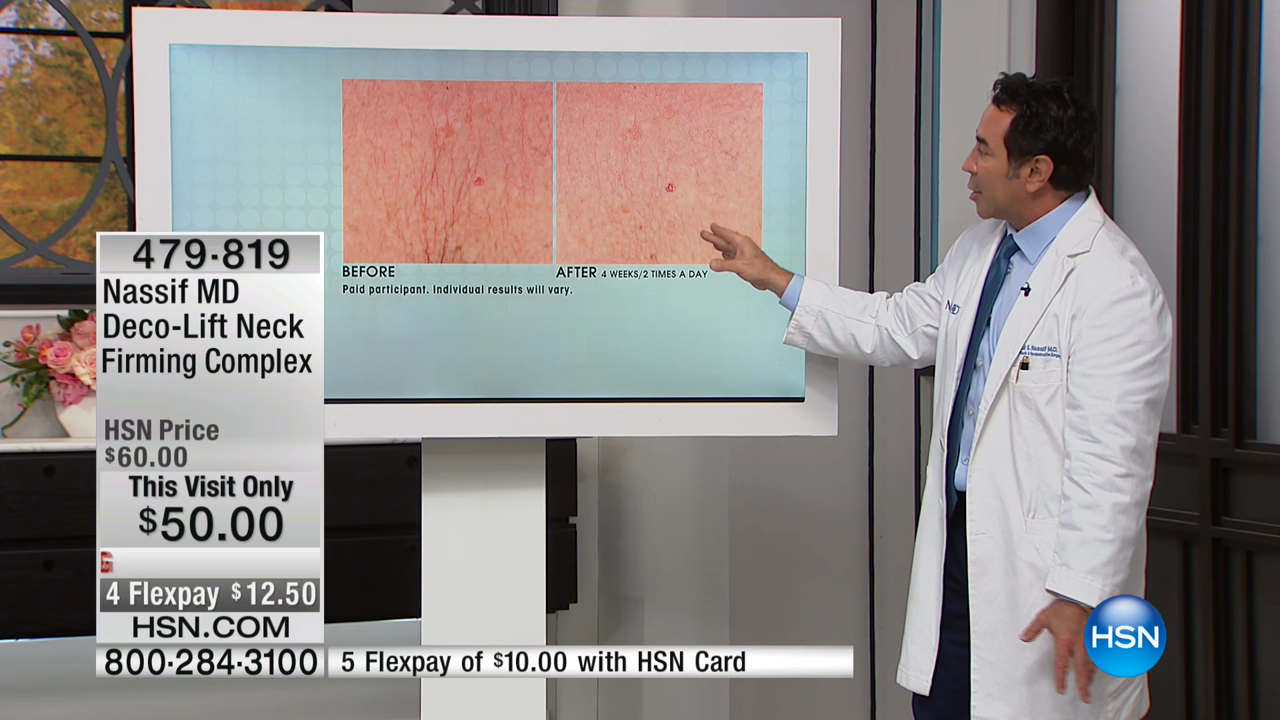 BEFORE
AFTER 4 WEEKS/2 TIMES A DAY
Paid participant. Individual results will vary.
479·819
Nassif MD
Deco-Lift Neck
Firming Complex
HSN Price
$60.00
This Visit Only
$50.00
4 Flexpay $12.50
HSN.COM
800·284·3100
5 Flexpay of $10.00 with HSN Card
S. Nassif M.D.
HSN